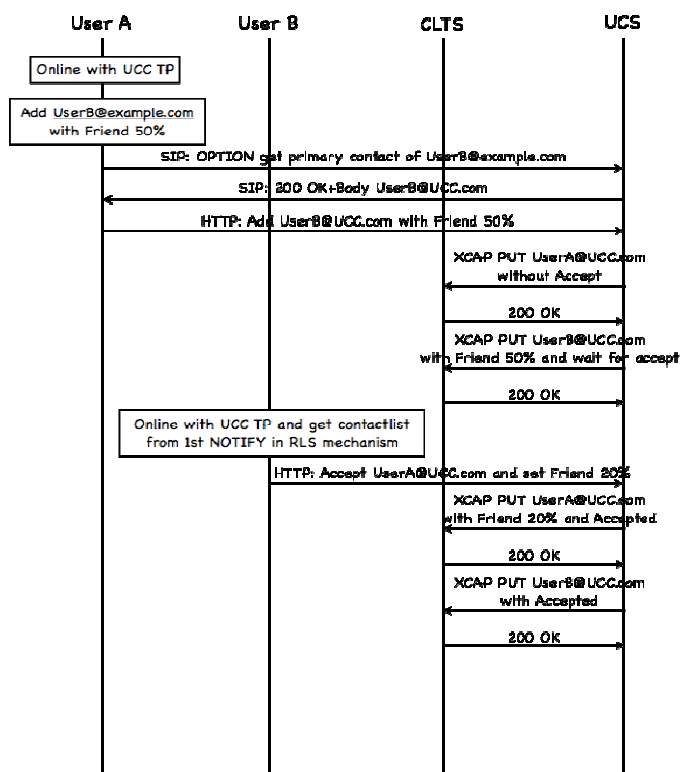 User A User B CLTS UCS
Online with UCC TP
Add UserB@example.com
with Friend 50%
SIP: OPTION get primary contact of UserB@example.com
SIP: 200 OK+Body UserB@UCC.com
HTTP: Add UserB@UCC.com with Friend 50%
XCAP PUT UserA@UCC.com
without Accept
200 OK
XCAP PUT UserB@UCC.com
with Friend 50% and wait for accept
200 OK
Online with UCC TP and get contactlist
from 1st NOTIFY in RLS mechanism
HTTP: Accept UserA@UCC.com and set Friend 20%
XCAP PUT UserA@UCC.com
with Friend 20% and Accepted
200 OK
XCAP PUT UserB@UCC.com
with Accepted
200 OK